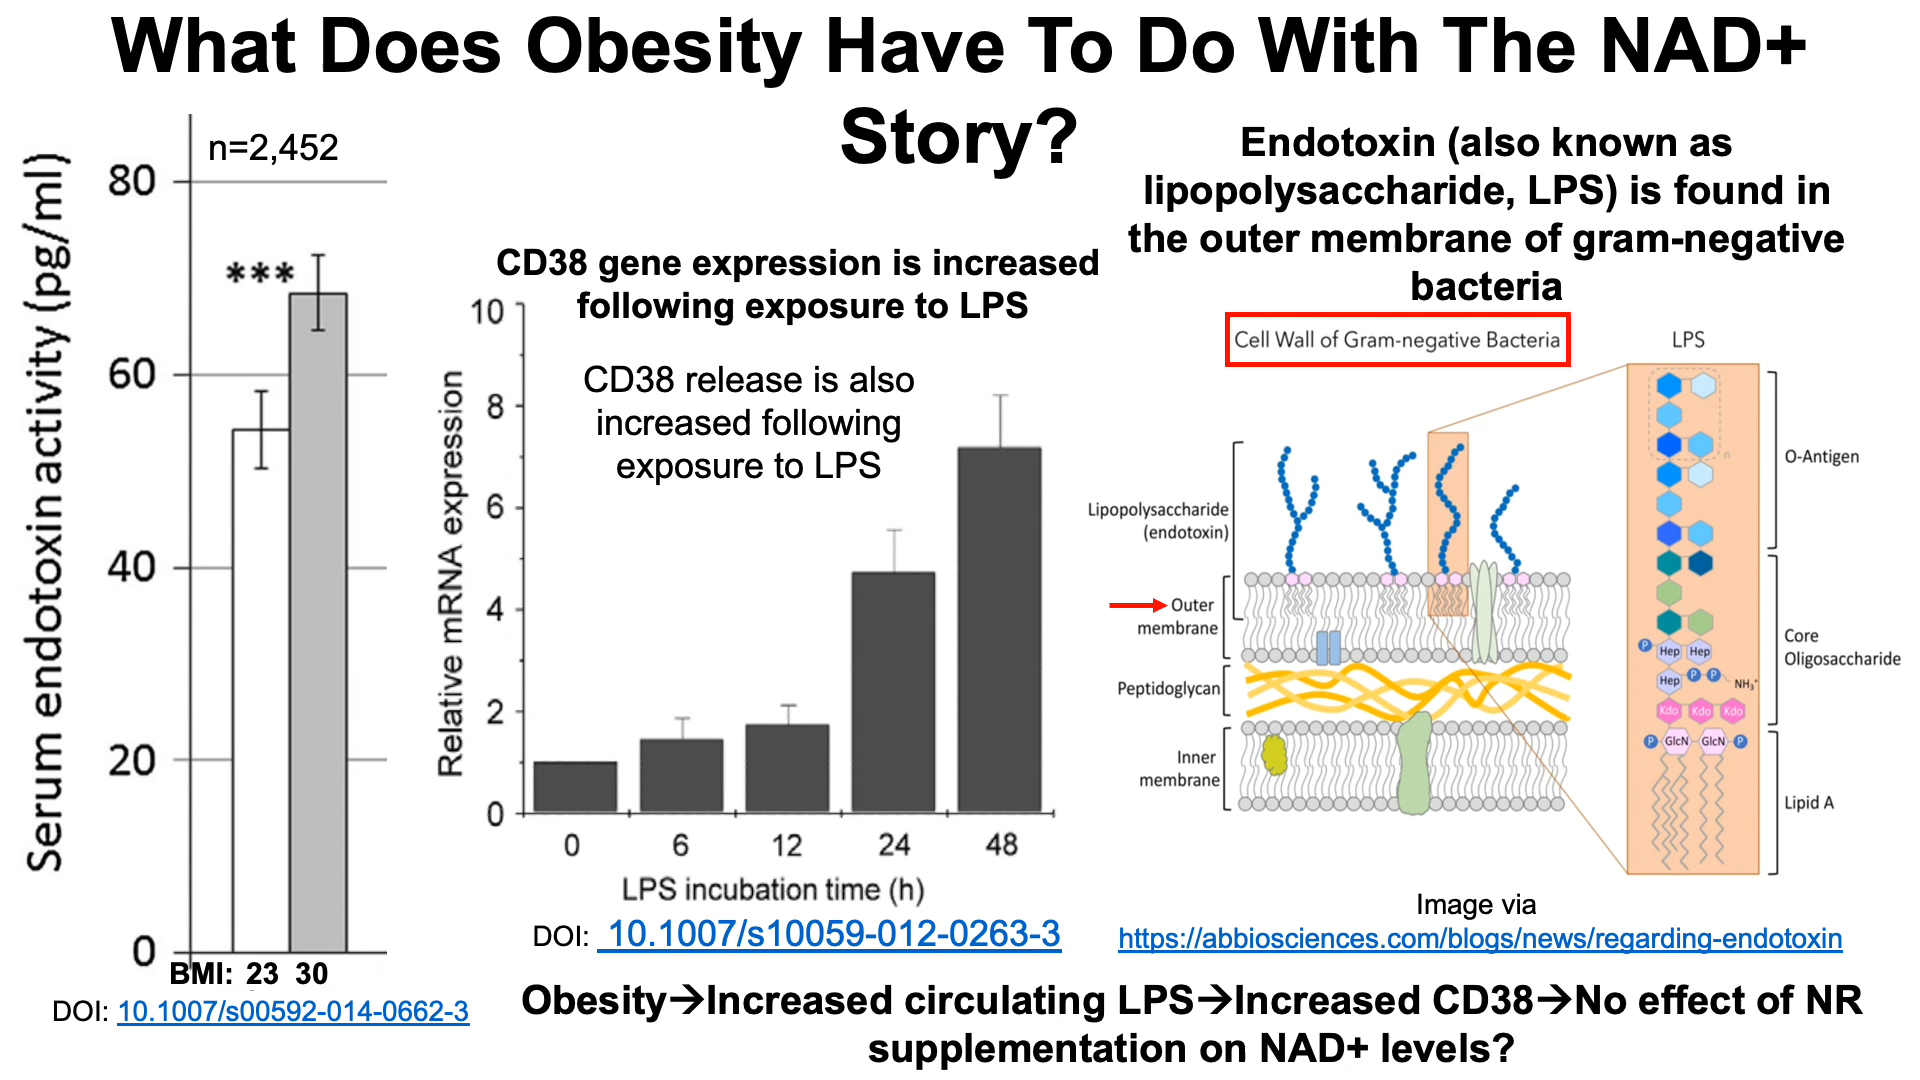 What Does Obesity Have To Do With The NAD+
Story?
n=2,452
80
60
40
20
0
***
Serum endotoxin activity (pg/ml)
BMI: 23 30
DOI: 10.1007/s00592-014-0662-3
CD38 gene expression is increased
following exposure to LPS
CD38 release is also
increased following
exposure to LPS
10
8
6
4
2
0
Relative mRNA expression
0 6 12 24 48
LPS incubation time (h)
DOI: 10.1007/s10059-012-0263-3
Endotoxin (also known as
lipopolysaccharide, LPS) is found in
the outer membrane of gram-negative
bacteria
Cell Wall of Gram-negative Bacteria
LPS
Lipopolysaccharide
(endotoxin)
Outer
membrane
Peptidoglycan
Inner
membrane
n
O-Antigen
Core
Oligosaccharide
P
Hep Hep
Hep P P NH₃⁺
Kdo Kdo Kdo
P GlcN GlcN P
Lipid A
Image via
https://abbiosciences.com/blogs/news/regarding-endotoxin
Obesity→Increased circulating LPS→Increased CD38→No effect of NR
supplementation on NAD+ levels?